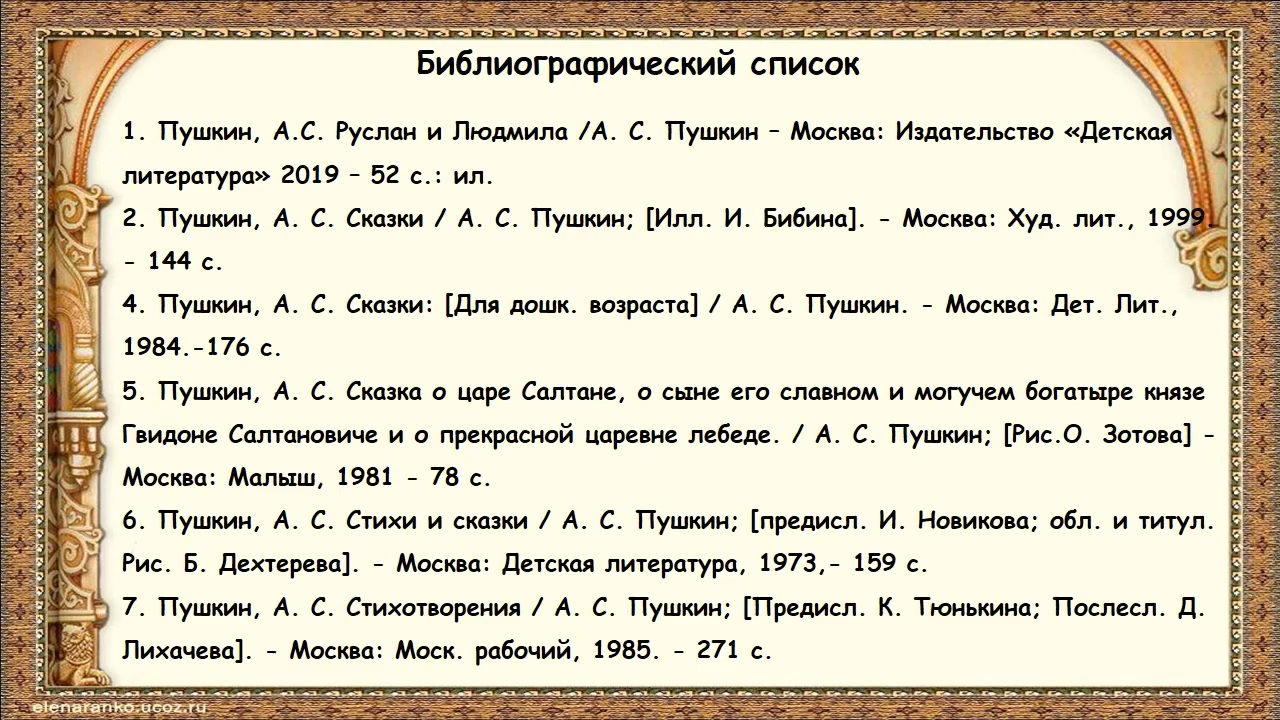 Библиографический список
1. Пушкин, А.С. Руслан и Людмила /А. С. Пушкин – Москва: Издательство «Детская
литература» 2019 – 52 с.: ил.
2. Пушкин, А. С. Сказки / А. С. Пушкин; [Илл. И. Бибина]. - Москва: Худ. лит., 1999.
- 144 с.
4. Пушкин, А. С. Сказки: [Для дошк. возраста] / А. С. Пушкин. - Москва: Дет. Лит.,
1984.-176 с.
5. Пушкин, А. С. Сказка о царе Салтане, о сыне его славном и могучем богатыре князе
Гвидоне Салтановиче и о прекрасной царевне лебеде. / А. С. Пушкин; [Рис.О. Зотова] -
Москва: Малыш, 1981 - 78 с.
6. Пушкин, А. С. Стихи и сказки / А. С. Пушкин; [предисл. И. Новикова; обл. и титул.
Рис. Б. Дехтерева]. - Москва: Детская литература, 1973,- 159 с.
7. Пушкин, А. С. Стихотворения / А. С. Пушкин; [Предисл. К. Тюнькина; Послесл. Д.
Лихачева]. - Москва: Моск. рабочий, 1985. - 271 с.
elenaranko.ucoz.ru